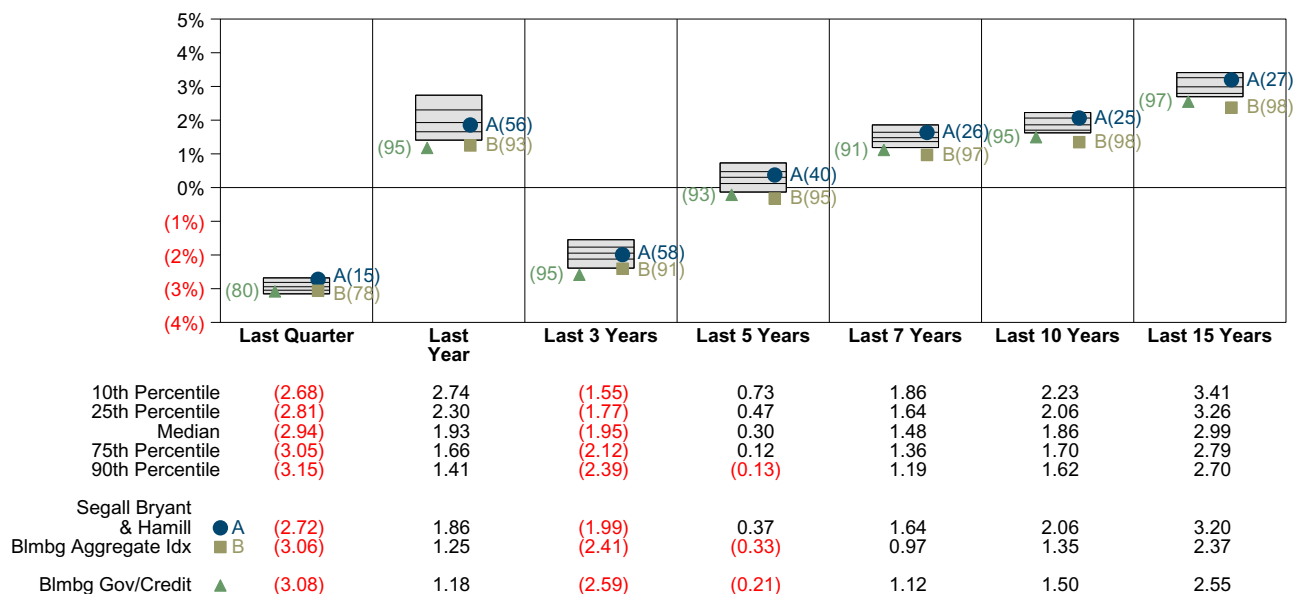 5%
4%
3%
2%
1%
0%
(1%)
(2%)
(3%)
(4%)
(80) A(15)
B(78)
(95) A(56)
B(93)
(95) A(58)
B(91)
(93) A(40)
B(95)
(91) A(26)
B(97)
(95) A(25)
B(98)
(97) A(27)
B(98)
Last Quarter Last Last 3 Years Last 5 Years Last 7 Years Last 10 Years Last 15 Years
Year
10th Percentile (2.68) 2.74 (1.55) 0.73 1.86 2.23 3.41
25th Percentile (2.81) 2.30 (1.77) 0.47 1.64 2.06 3.26
Median (2.94) 1.93 (1.95) 0.30 1.48 1.86 2.99
75th Percentile (3.05) 1.66 (2.12) 0.12 1.36 1.70 2.79
90th Percentile (3.15) 1.41 (2.39) (0.13) 1.19 1.62 2.70
Segall Bryant
& Hamill A (2.72) 1.86 (1.99) 0.37 1.64 2.06 3.20
Blmbg Aggregate Idx B (3.06) 1.25 (2.41) (0.33) 0.97 1.35 2.37
Blmbg Gov/Credit (3.08) 1.18 (2.59) (0.21) 1.12 1.50 2.55